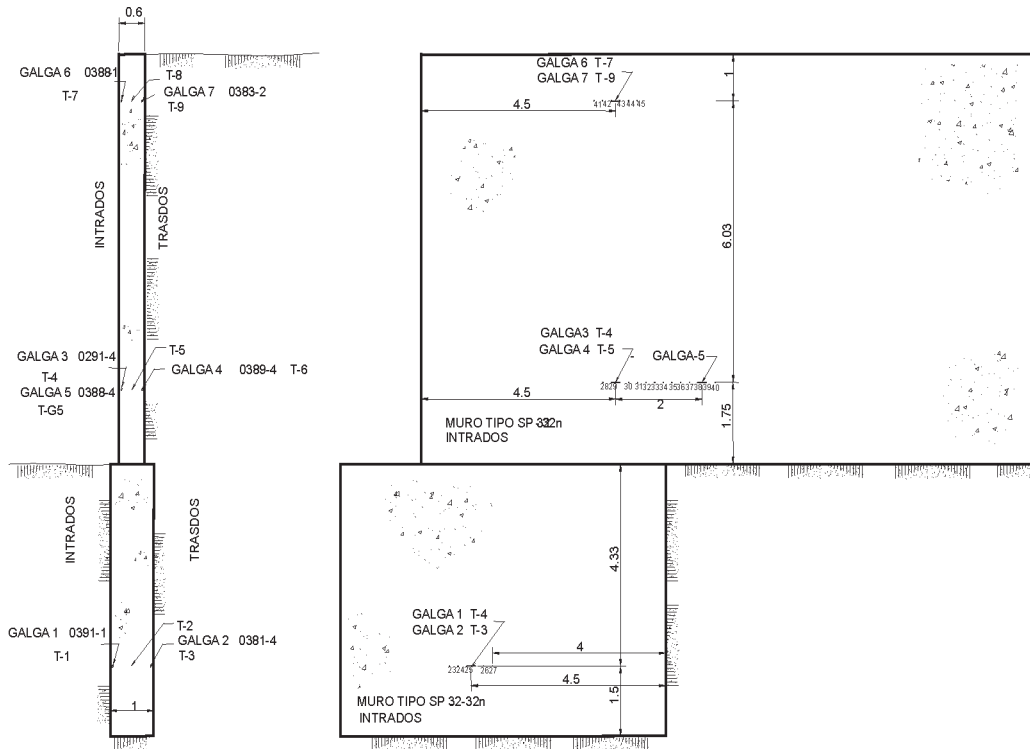 0.6
GALGA 6 0388-1
T-8
T-7
GALGA 7 0383-2
T-9
INTRADOS
TRASDOS
GALGA 3 0291-4
T-5
T-4
GALGA 4 0389-4 T-6
GALGA 5 0388-4
T-G5
INTRADOS
TRASDOS
GALGA 1 0391-1
T-2
GALGA 2 0381-4
T-1
T-3
1
GALGA 6 T-7
GALGA 7 T-9
1
4.5
41 42 43 44 45
6.03
GALGA3 T-4
GALGA 4 T-5
GALGA-5
28 29 30 31 32 33 34 35 36 37 38 39 40
4.5
2
1.75
MURO TIPO SP 32-32n
INTRADOS
4.33
GALGA 1 T-4
GALGA 2 T-3
4
23 24 25 26 27
4.5
1.5
MURO TIPO SP 32-32n
INTRADOS